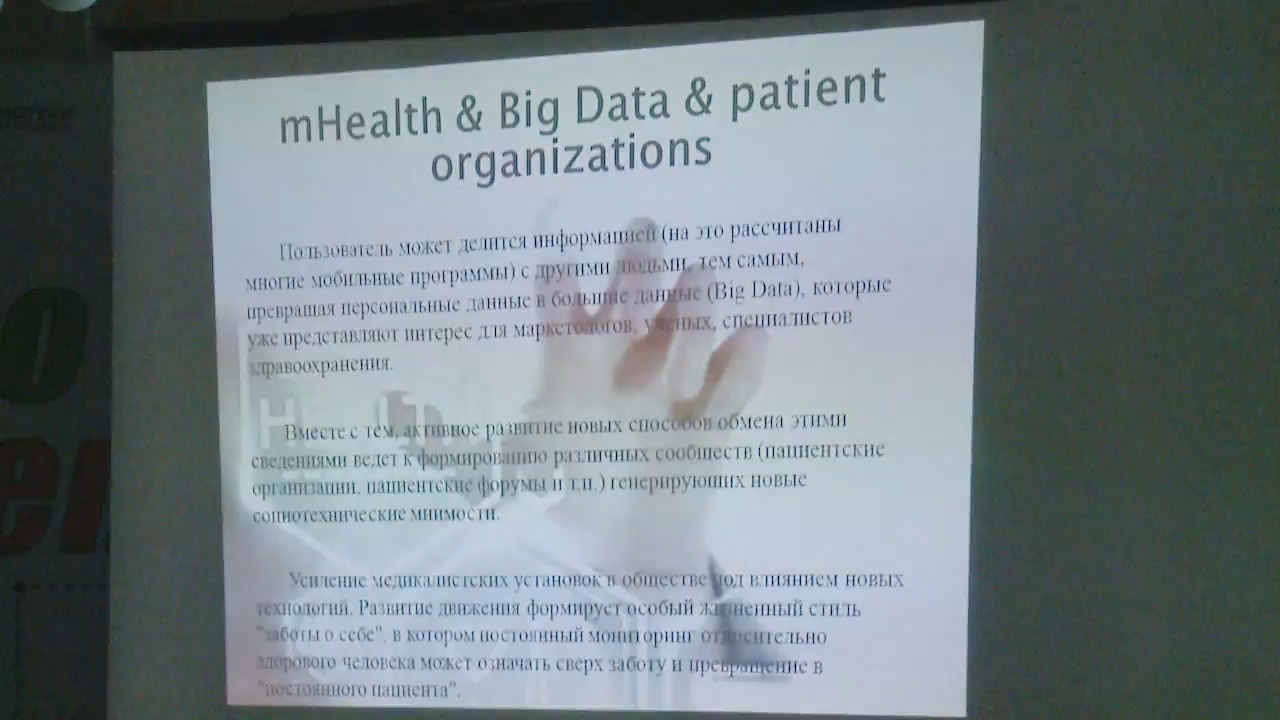 mHealth & Big Data & patient
organizations
Пользователь может делится информацией (на это рассчитаны
многие мобильные программы) с другими людьми, тем самым,
превращая персональные данные в большие данные (Big Data), которые
уже представляют интерес для маркетологов, ученых, специалистов
здравоохранения.
Вместе с тем, активное развитие новых способов обмена этими
сведениями ведет к формированию различных сообществ (пациентские
организации, пациентские форумы и т.п.) генерирующих новые
социотехнические мнимости.
Усиление медикалистских установок в обществе под влиянием новых
технологий. Развитие движения формирует особый жизненный стиль
"заботы о себе", в котором постоянный мониторинг относительно
здорового человека может означать сверх заботу и превращение в
"постоянного пациента".